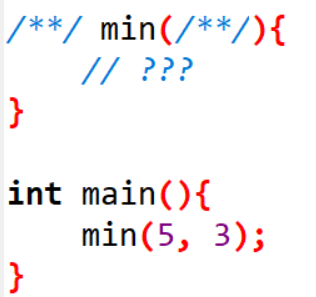 /**/ min(/**/){
// ???
}
int main(){
min(5, 3);
}